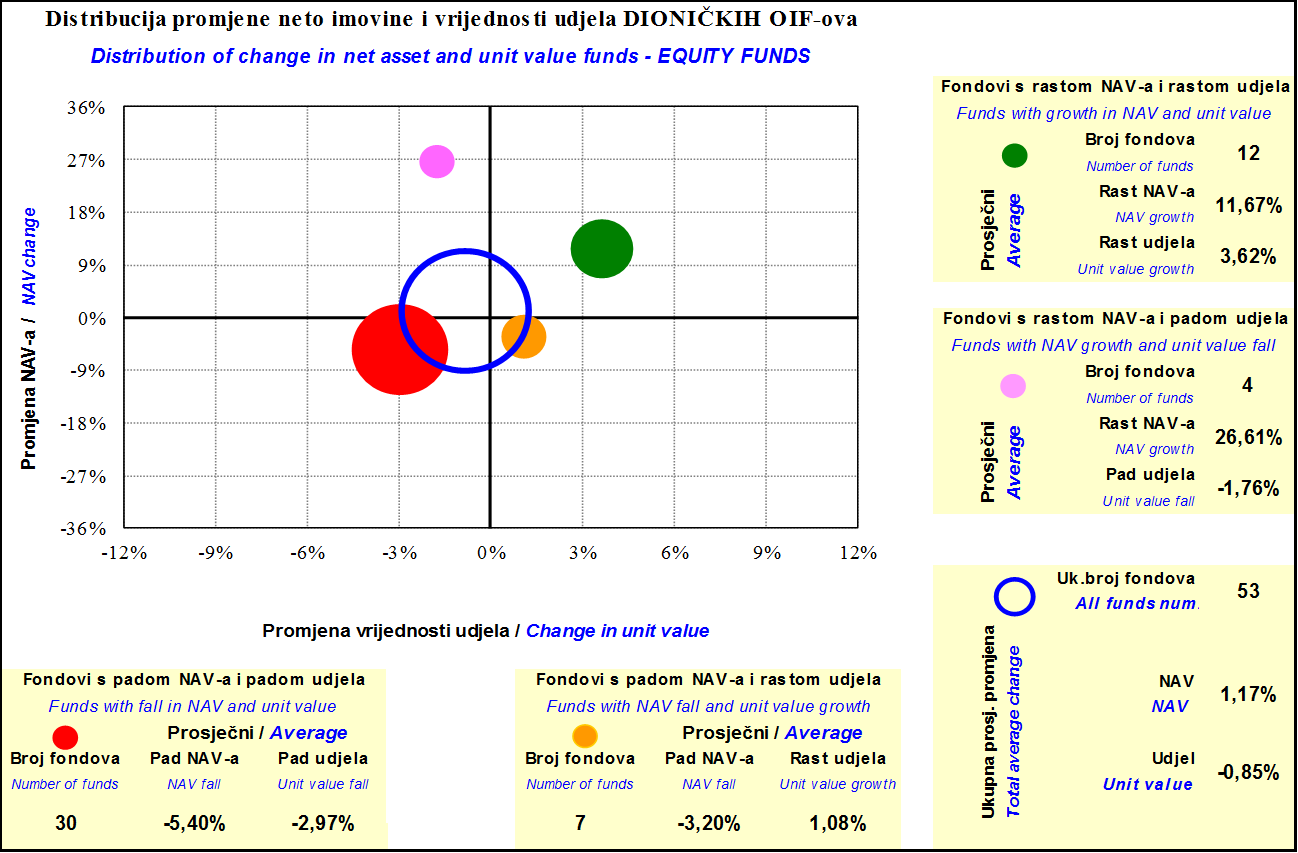 Distribucija promjene neto imovine i vrijednosti udjela DIONIČKIH OIF-ova
Distribution of change in net asset and unit value funds - EQUITY FUNDS
36%
27%
18%
9%
0%
-9%
-18%
-27%
-36%
-12%
-9%
-6%
-3%
0%
3%
6%
9%
12%
Promjena NAV-a / NAV change
Promjena vrijednosti udjela / Change in unit value
Fondovi s rastom NAV-a i rastom udjela
Funds with growth in NAV and unit value
Prosječni
Average
Broj fondova
Number of funds
12
Rast NAV-a
NAV growth
11,67%
Rast udjela
Unit value growth
3,62%
Fondovi s rastom NAV-a i padom udjela
Funds with NAV growth and unit value fall
Prosječni
Average
Broj fondova
Number of funds
4
Rast NAV-a
NAV growth
26,61%
Pad udjela
Unit value fall
-1,76%
Ukupna prosj. promjena
Total average change
Uk.broj fondova
All funds num.
53
NAV
NAV
1,17%
Udjel
Unit value
-0,85%
Fondovi s padom NAV-a i padom udjela
Funds with fall in NAV and unit value
Prosječni / Average
Broj fondova Pad NAV-a Pad udjela
Number of funds NAV fall Unit value fall
30 -5,40% -2,97%
Fondovi s padom NAV-a i rastom udjela
Funds with NAV fall and unit value growth
Prosječni / Average
Broj fondova Pad NAV-a Rast udjela
Number of funds NAV fall Unit value growth
7 -3,20% 1,08%